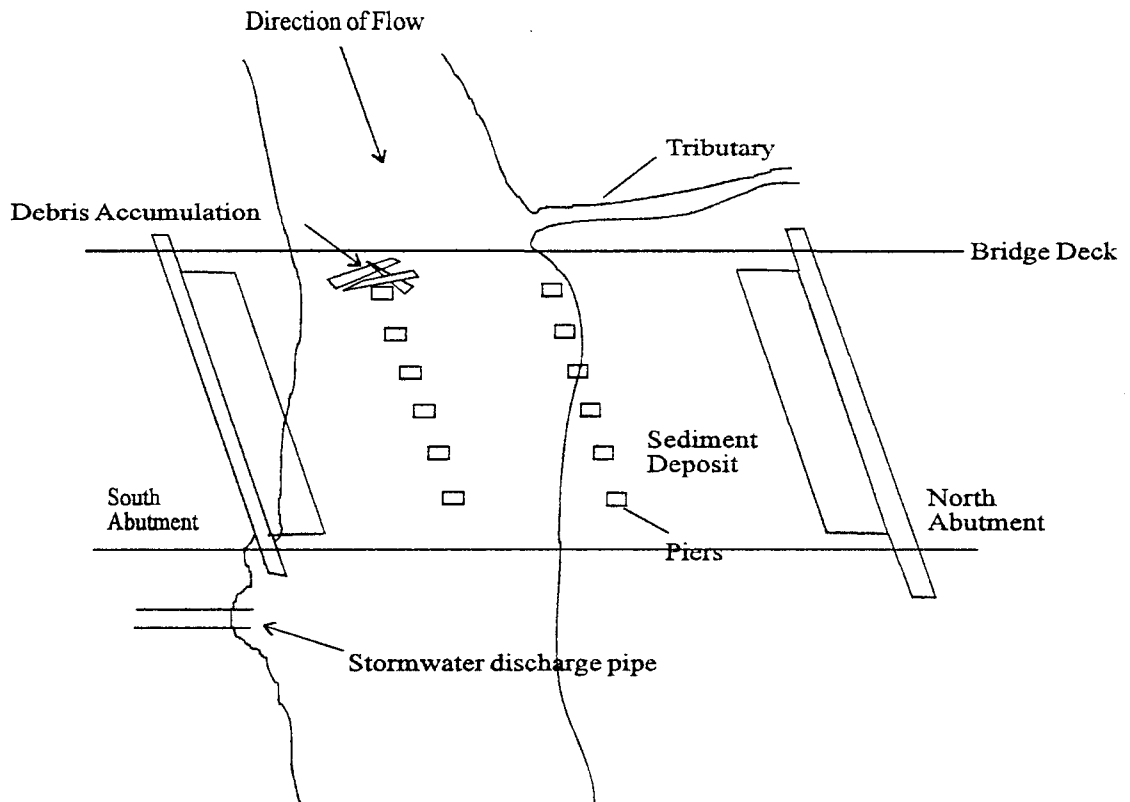 Direction of Flow
Tributary
Debris Accumulation
Bridge Deck
Sediment
Deposit
South
Abutment
North
Abutment
Piers
Stormwater discharge pipe